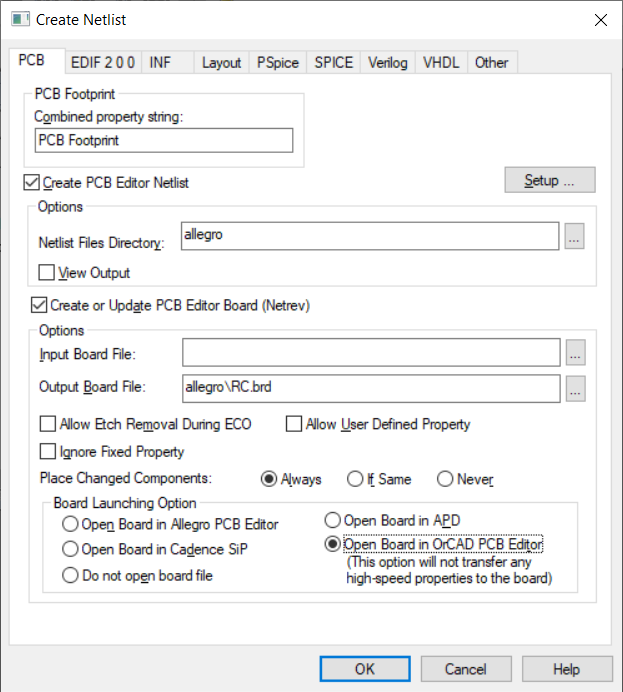 Create Netlist
PCB
EDIF 2 0 0
INF
Layout
PSpice
SPICE
Verilog
VHDL
Other
PCB Footprint
Combined property string:
PCB Footprint
Create PCB Editor Netlist
Setup ...
Options
Netlist Files Directory:
allegro
...
View Output
Create or Update PCB Editor Board (Netrev)
Options
Input Board File:
...
Output Board File:
allegro\RC.brd
...
Allow Etch Removal During ECO
Allow User Defined Property
Ignore Fixed Property
Place Changed Components:
Always
If Same
Never
Board Launching Option
Open Board in Allegro PCB Editor
Open Board in APD
Open Board in Cadence SiP
Open Board in OrCAD PCB Editor
(This option will not transfer any
high-speed properties to the board)
Do not open board file
OK
Cancel
Help